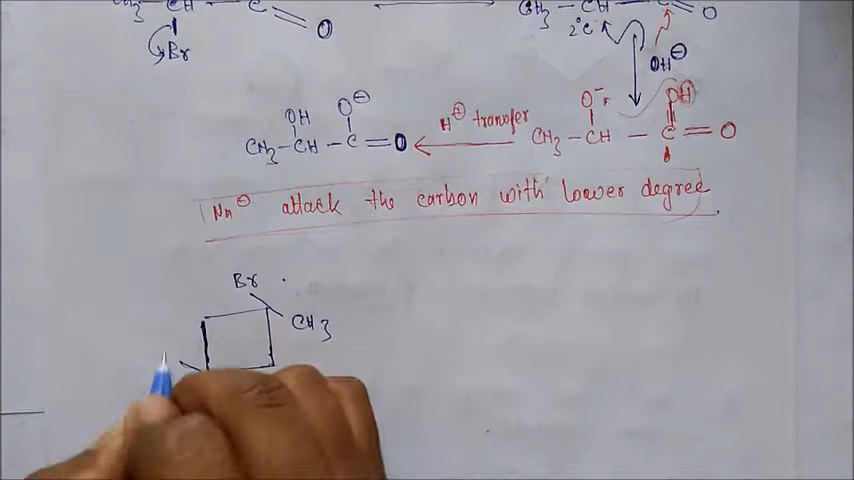 CH3 – CH C O
Br
CH3 – CH – C O
2°C
OH⊖
OH O⊖
CH3 – CH – C = O
H⊕ transfer
O⁻ OH
CH3 – CH – C = O
Nu⊖ attack the carbon with lower degree
Br
CH3